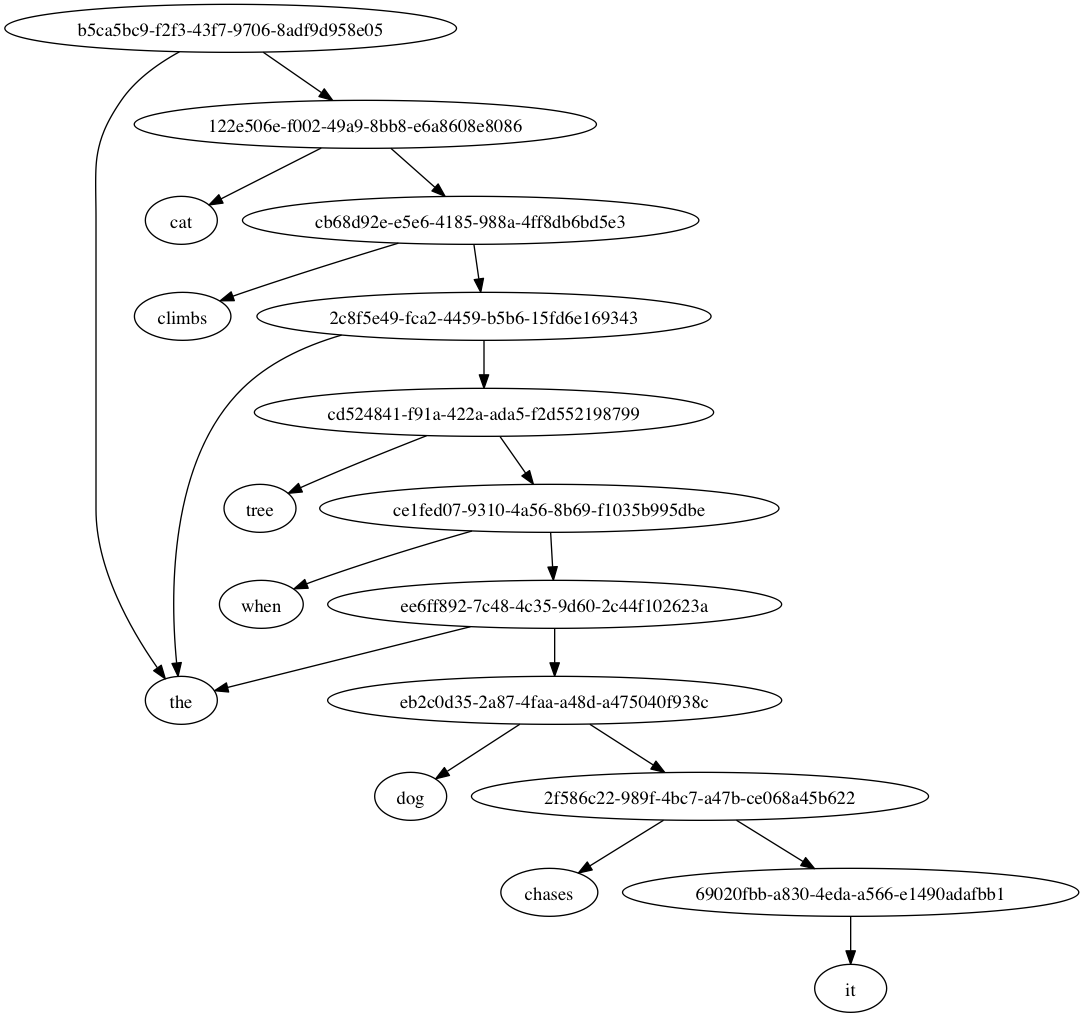 b5ca5bc9-f2f3-43f7-9706-8adf9d958e05
122e506e-f002-49a9-8bb8-e6a8608e8086
cat
cb68d92e-e5e6-4185-988a-4ff8db6bd5e3
climbs
2c8f5e49-fca2-4459-b5b6-15fd6e169343
cd524841-f91a-422a-ada5-f2d552198799
tree
ce1fed07-9310-4a56-8b69-f1035b995dbe
when
ee6ff892-7c48-4c35-9d60-2c44f102623a
the
eb2c0d35-2a87-4faa-a48d-a475040f938c
dog
2f586c22-989f-4bc7-a47b-ce068a45b622
chases
69020fbb-a830-4eda-a566-e1490adafbb1
it